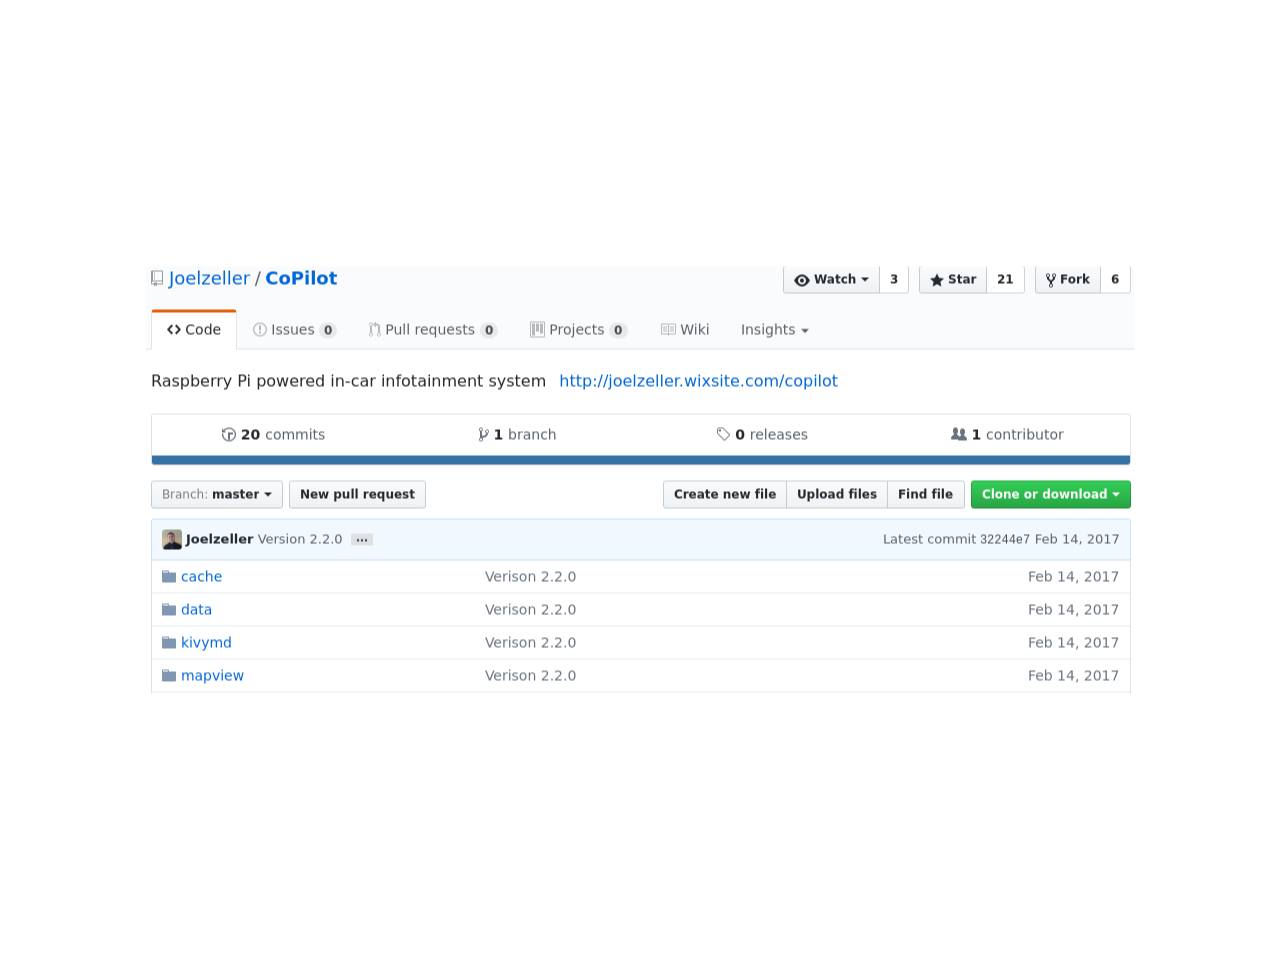 Joelzeller / CoPilot Watch 3 Star 21 Fork 6
Code Issues 0 Pull requests 0 Projects 0 Wiki Insights
Raspberry Pi powered in-car infotainment system http://joelzeller.wixsite.com/copilot
20 commits 1 branch 0 releases 1 contributor
Branch: master New pull request Create new file Upload files Find file Clone or download
Joelzeller Version 2.2.0 ... Latest commit 32244e7 Feb 14, 2017
cache Verison 2.2.0 Feb 14, 2017
data Verison 2.2.0 Feb 14, 2017
kivymd Verison 2.2.0 Feb 14, 2017
mapview Verison 2.2.0 Feb 14, 2017